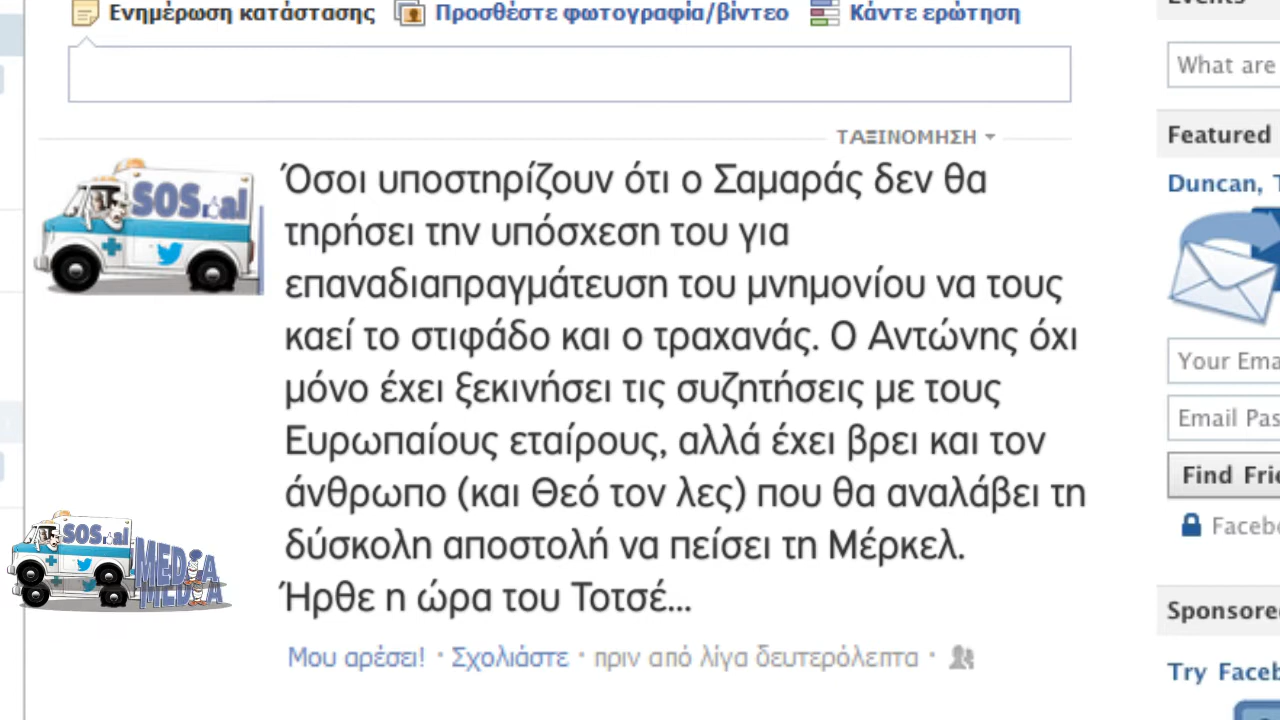 Ενημέρωση κατάστασης Προσθέστε φωτογραφία/βίντεο Κάντε ερώτηση
ΤΑΞΙΝΟΜΗΣΗ
Όσοι υποστηρίζουν ότι ο Σαμαράς δεν θα
τηρήσει την υπόσχεση του για
επαναδιαπραγμάτευση του μνημονίου να τους
καεί το στιφάδο και ο τραχανάς. Ο Αντώνης όχι
μόνο έχει ξεκινήσει τις συζητήσεις με τους
Ευρωπαίους εταίρους, αλλά έχει βρει και τον
άνθρωπο (και Θεό τον λες) που θα αναλάβει τη
δύσκολη αποστολή να πείσει τη Μέρκελ.
Ήρθε η ώρα του Τοτσέ...
Μου αρέσει! · Σχολιάστε · πριν από λίγα δευτερόλεπτα ·
SOSial
SOSial
MEDiA
Events
What are
Featured
Duncan, T
Your Ema
Email Pas
Find Frie
Facebo
Sponsore
Try Faceb